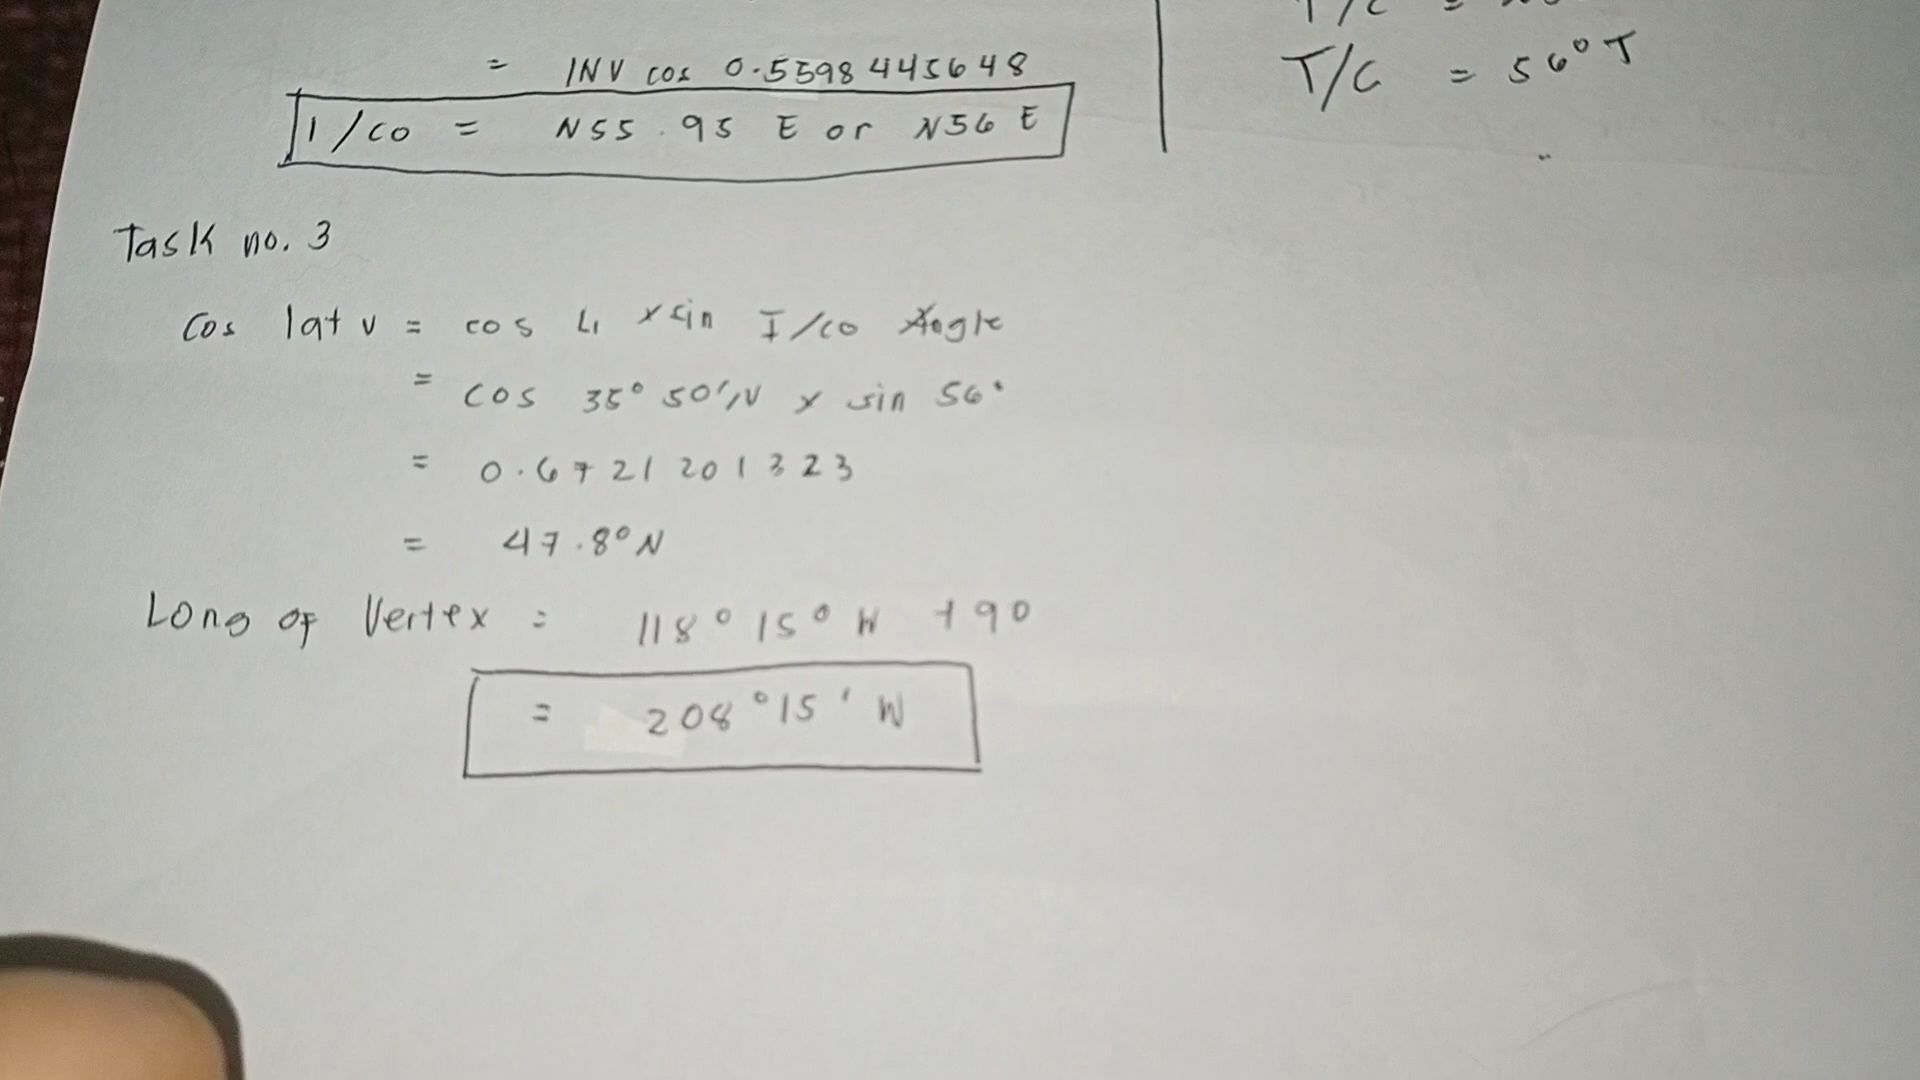 = INV cos 0.5598445648
I/co = N55.95 E or N56 E
T/C = 56° T
Task no. 3
Cos lat v = cos L1 x sin I/co Angle
= cos 35° 50' N x sin 56°
= 0.6721201323
= 47.8° N
Long of Vertex = 118° 15° W +90
= 208° 15' W